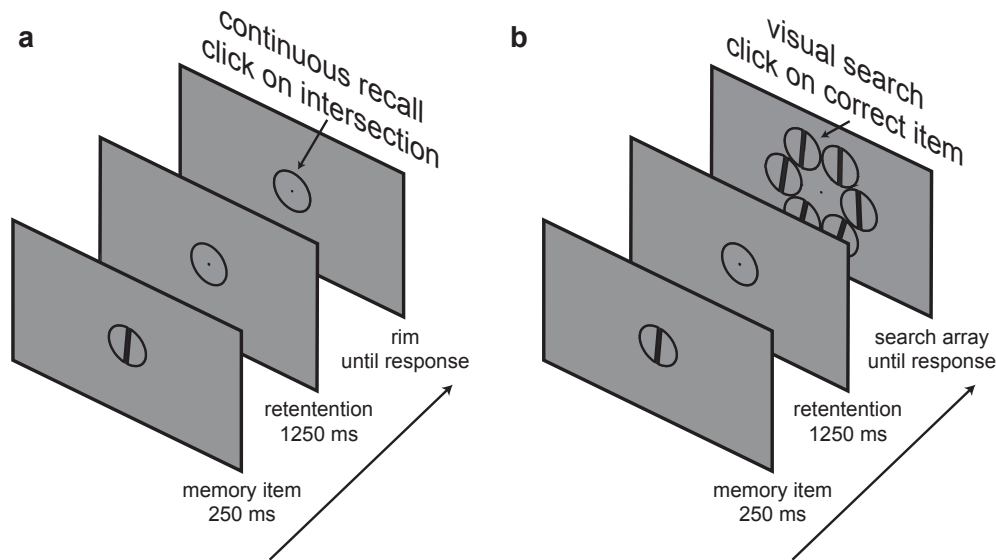 a
continuous recall
click on intersection
rim
until response
retentention
1250 ms
memory item
250 ms
b
visual search
click on correct item
search array
until response
retentention
1250 ms
memory item
250 ms